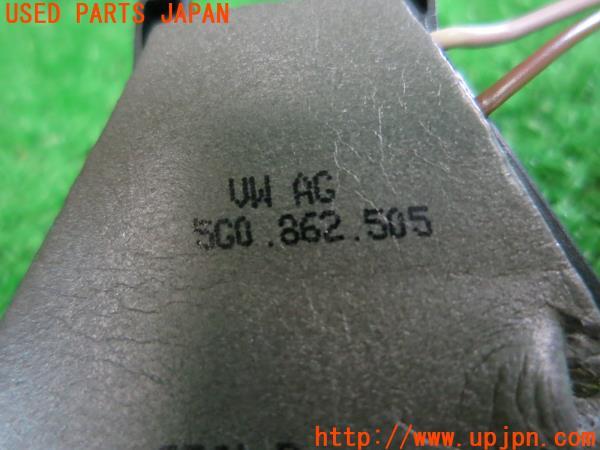 USED PARTS JAPAN
VW AG
5G0.862.505
http://www.upjpn.com